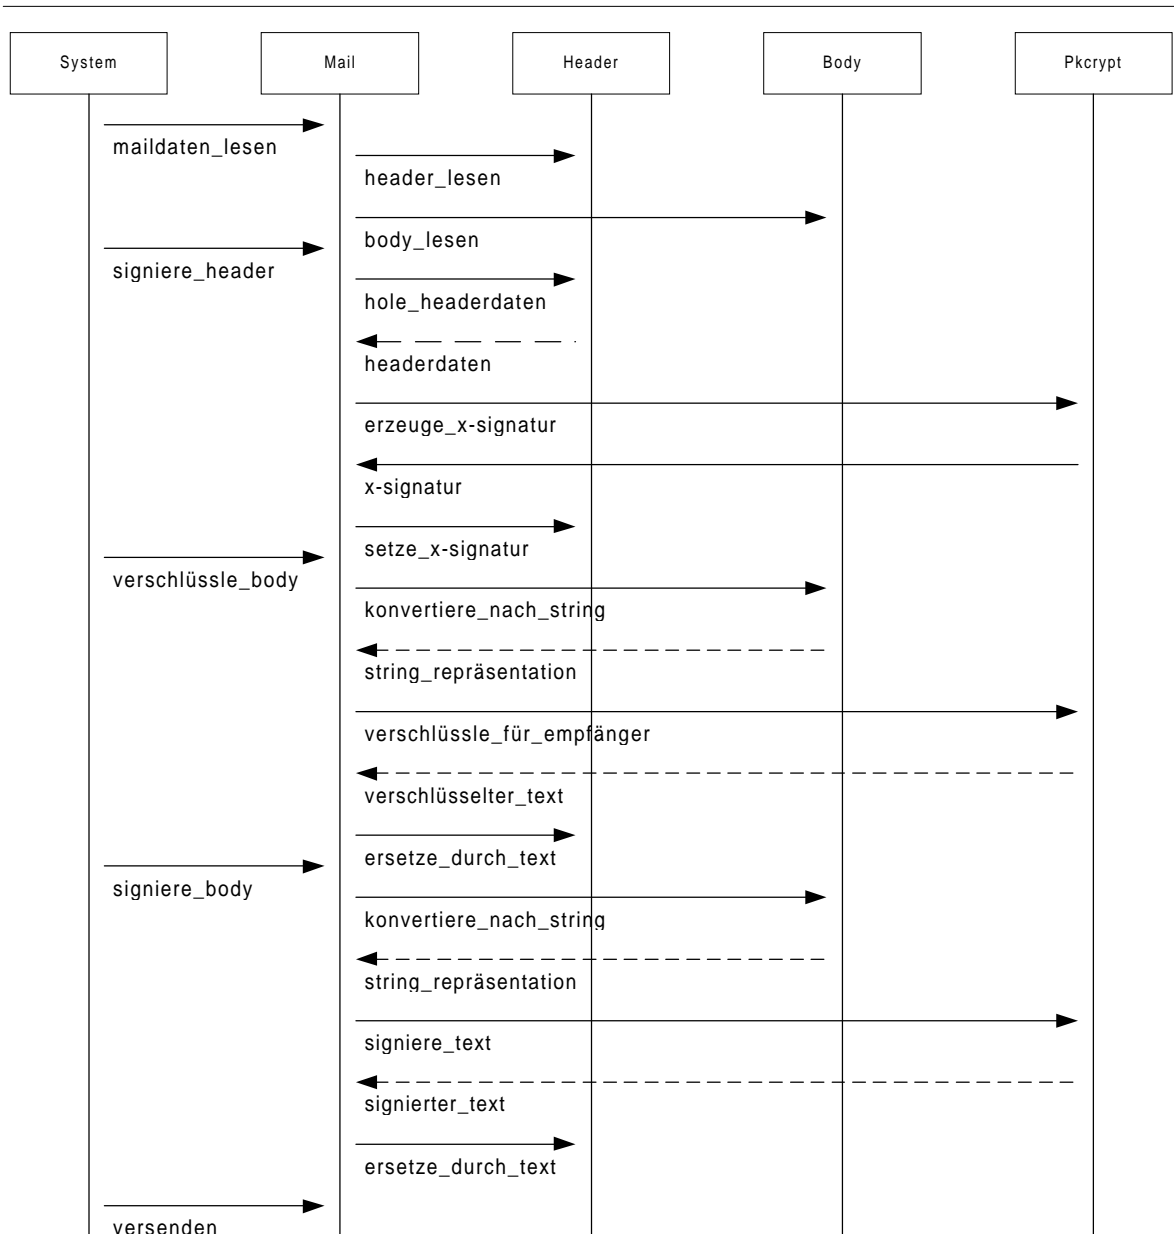 System
Mail
Header
Body
Pkcrypt
maildaten_lesen
header_lesen
body_lesen
signiere_header
hole_headerdaten
headerdaten
erzeuge_x-signatur
x-signatur
setze_x-signatur
verschlüssle_body
konvertiere_nach_string
string_repräsentation
verschlüssle_für_empfänger
verschlüsselter_text
ersetze_durch_text
signiere_body
konvertiere_nach_string
string_repräsentation
signiere_text
signierter_text
ersetze_durch_text
versenden